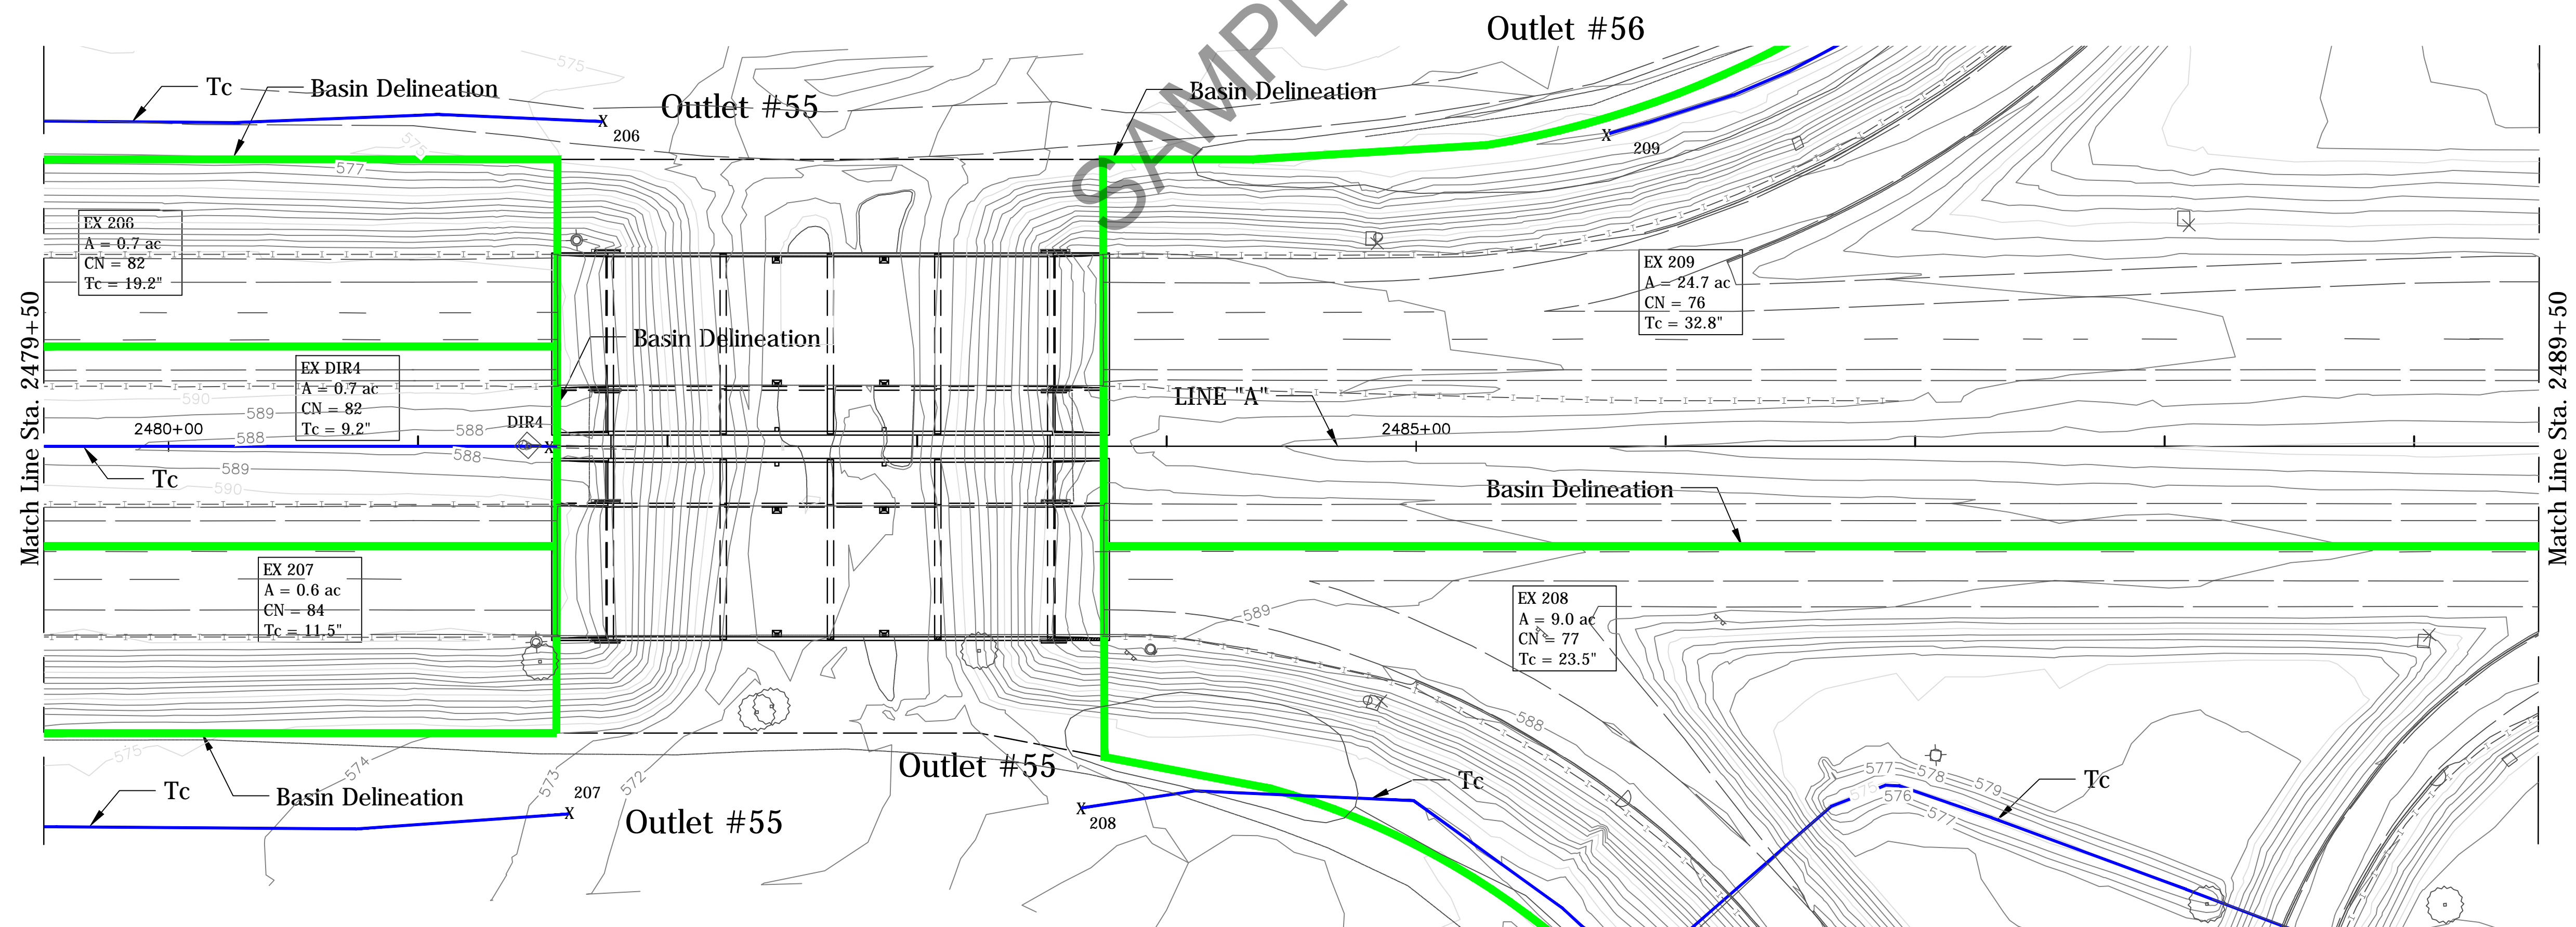 Outlet #56
575
Tc
Basin Delineation
Outlet #55
Basin Delineation
SAMPLE
X
206
X
209
575
577
EX 206
A = 0.7 ac
CN = 82
Tc = 19.2"
EX 209
A = 24.7 ac
CN = 76
Tc = 32.8"
Basin Delineation
EX DIR4
A = 0.7 ac
CN = 82
Tc = 9.2"
Match Line Sta. 2479+50
Match Line Sta. 2489+50
590
589
588
2480+00
588
DIR4
X
LINE "A"
2485+00
588
589
590
Tc
Basin Delineation
EX 207
A = 0.6 ac
CN = 84
Tc = 11.5"
589
EX 208
A = 9.0 ac
CN = 77
Tc = 23.5"
588
575
574
573
572
Outlet #55
Tc
Tc
Basin Delineation
207
X
Outlet #55
X
208
577
578
579
575
576
577
Tc